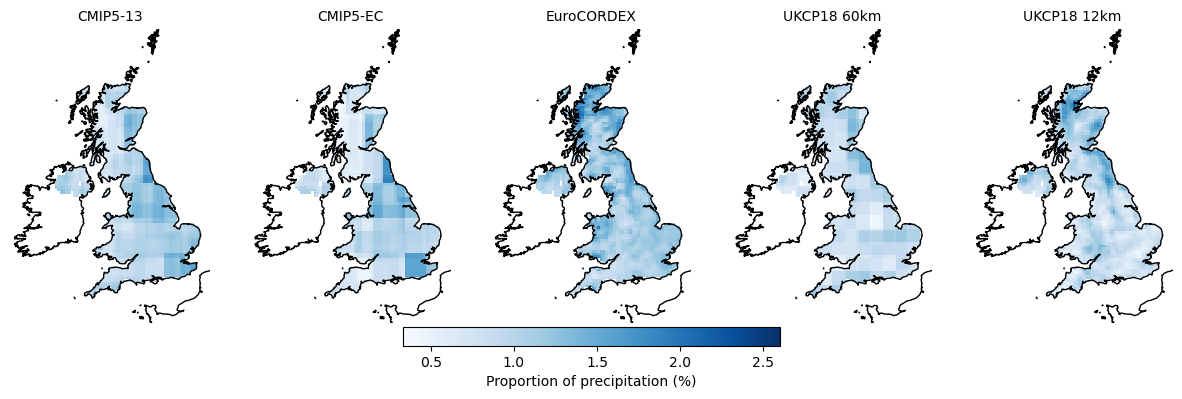 CMIP5-13
CMIP5-EC
EuroCORDEX
UKCP18 60km
UKCP18 12km
0.5
1.0
1.5
2.0
2.5
Proportion of precipitation (%)